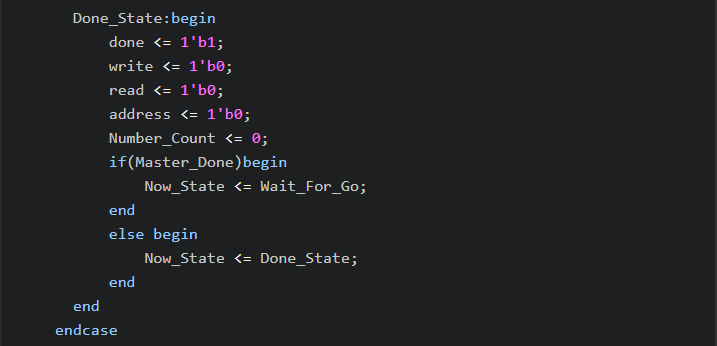 Done_State:begin
done <= 1'b1;
write <= 1'b0;
read <= 1'b0;
address <= 1'b0;
Number_Count <= 0;
if(Master_Done)begin
Now_State <= Wait_For_Go;
end
else begin
Now_State <= Done_State;
end
end
endcase